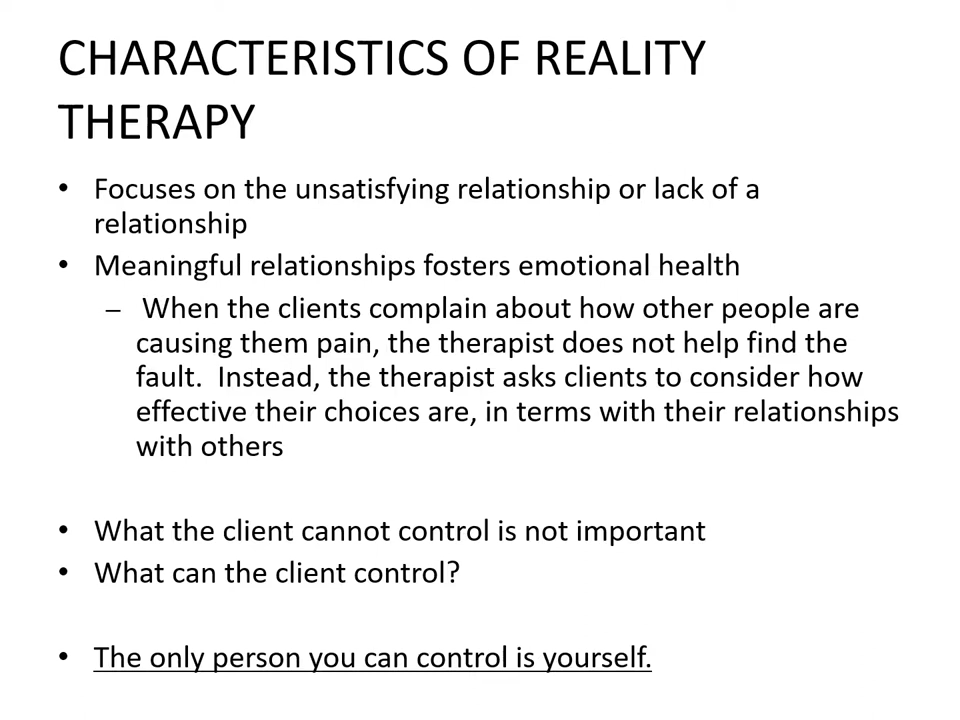 CHARACTERISTICS OF REALITY
THERAPY
• Focuses on the unsatisfying relationship or lack of a
relationship
• Meaningful relationships fosters emotional health
– When the clients complain about how other people are
causing them pain, the therapist does not help find the
fault. Instead, the therapist asks clients to consider how
effective their choices are, in terms with their relationships
with others
• What the client cannot control is not important
• What can the client control?
• The only person you can control is yourself.